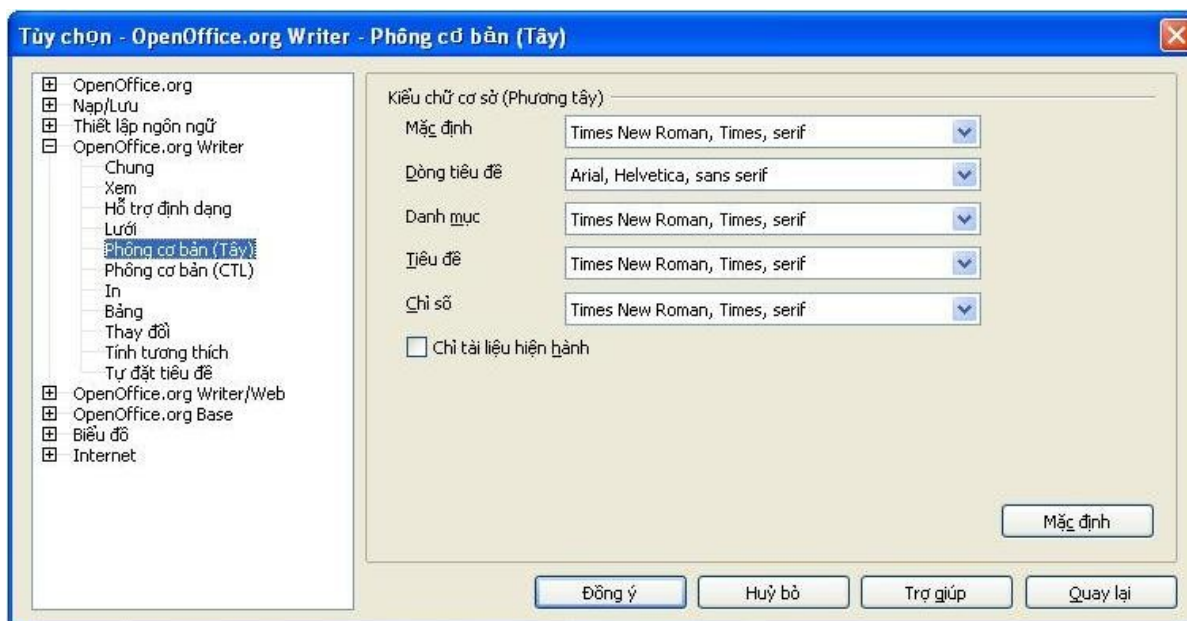 Tùy chọn - OpenOffice.org Writer - Phông cơ bản (Tây)
OpenOffice.org
Nạp/Lưu
Thiết lập ngôn ngữ
OpenOffice.org Writer
Chung
Xem
Hỗ trợ định dạng
Lưới
Phông cơ bản (Tây)
Phông cơ bản (CTL)
In
Bảng
Thay đổi
Tính tương thích
Tự đặt tiêu đề
OpenOffice.org Writer/Web
OpenOffice.org Base
Biểu đồ
Internet
Kiểu chữ cơ sở (Phương tây)
Mặc định Times New Roman, Times, serif
Dòng tiêu đề Arial, Helvetica, sans serif
Danh mục Times New Roman, Times, serif
Tiêu đề Times New Roman, Times, serif
Chỉ số Times New Roman, Times, serif
Chỉ tài liệu hiện hành
Mặc định
Đồng ý Huỷ bỏ Trợ giúp Quay lại